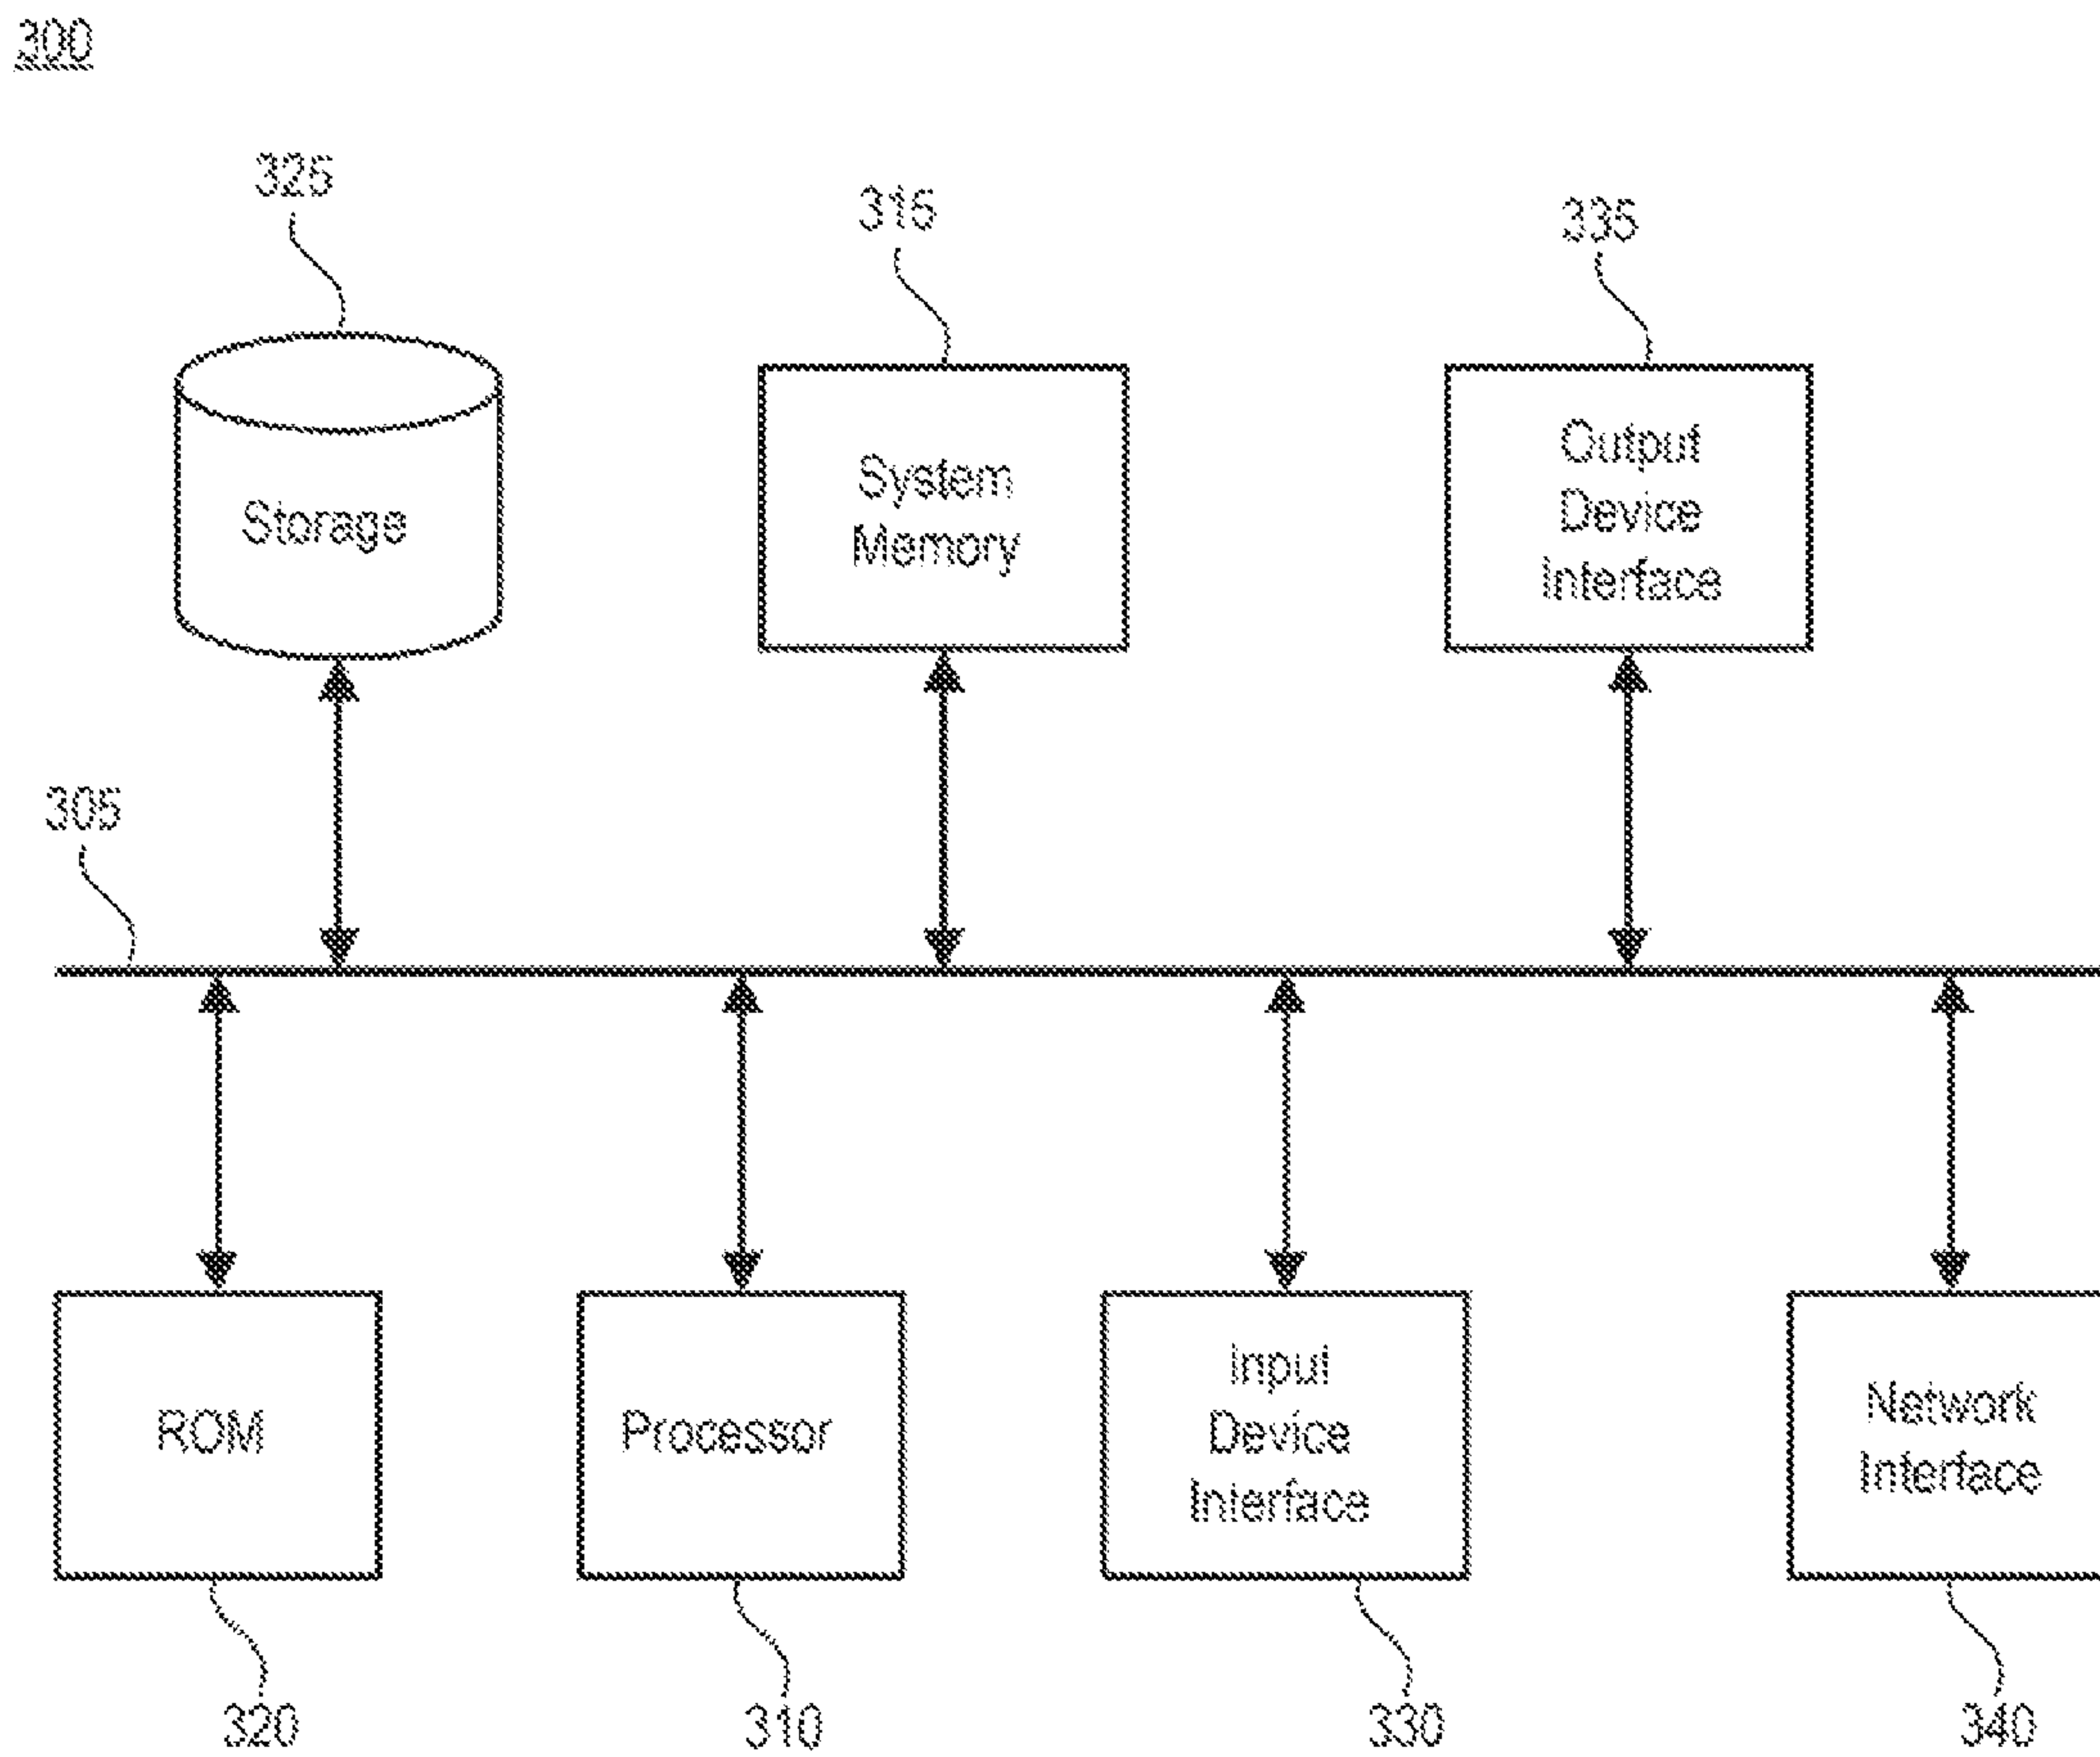 300
325
315
335
Storage
System
Memory
Output
Device
Interface
305
ROM
Processor
Input
Device
Interface
Network
Interface
320
310
330
340